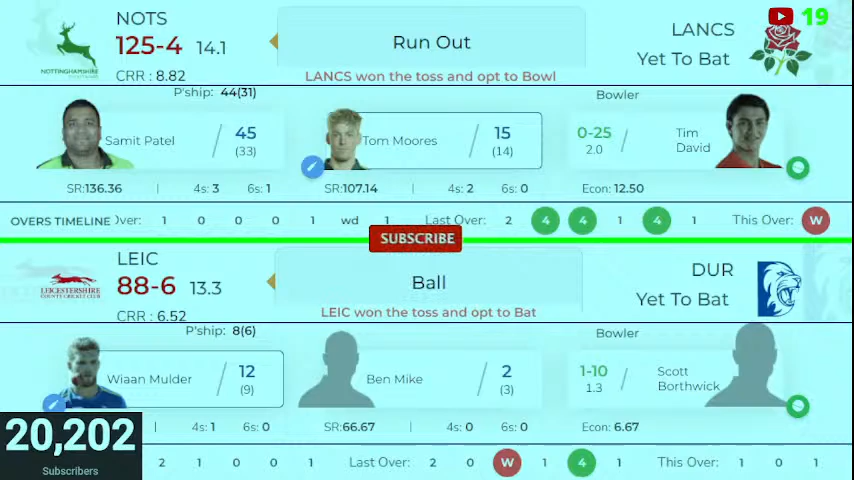 NOTS
125-4 14.1
CRR : 8.82
Run Out
LANCS won the toss and opt to Bowl
19
LANCS
Yet To Bat
NOTTINGHAMSHIRE
P'ship: 44(31)
Samit Patel 45 (33)
Tom Moores 15 (14)
Bowler
0-25 2.0 Tim David
SR:136.36 | 4s: 3 6s: 1
SR:107.14 | 4s: 2 6s: 0
Econ: 12.50
OVERS TIMELINE Over: 1 0 0 0 1 wd 1 Last Over: 2 4 4 1 4 1 This Over: W
SUBSCRIBE
LEIC
88-6 13.3
CRR : 6.52
Ball
LEIC won the toss and opt to Bat
DUR
Yet To Bat
LEICESTERSHIRE
COUNTY CRICKET CLUB
P'ship: 8(6)
Wiaan Mulder 12 (9)
Ben Mike 2 (3)
Bowler
1-10 1.3 Scott Borthwick
| 4s: 1 6s: 0
SR:66.67 | 4s: 0 6s: 0
Econ: 6.67
20,202
Subscribers
2 1 0 0 1 Last Over: 2 0 W 1 4 1 This Over: 1 0 1